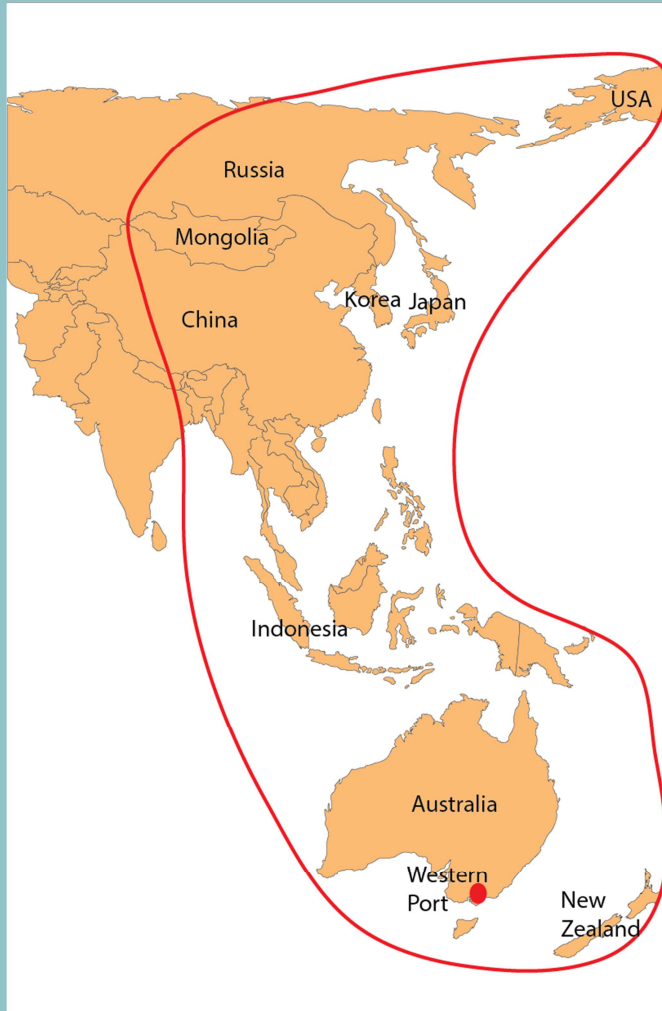 USA
Russia
Mongolia
Korea Japan
China
Indonesia
Australia
Western
Port
New
Zealand